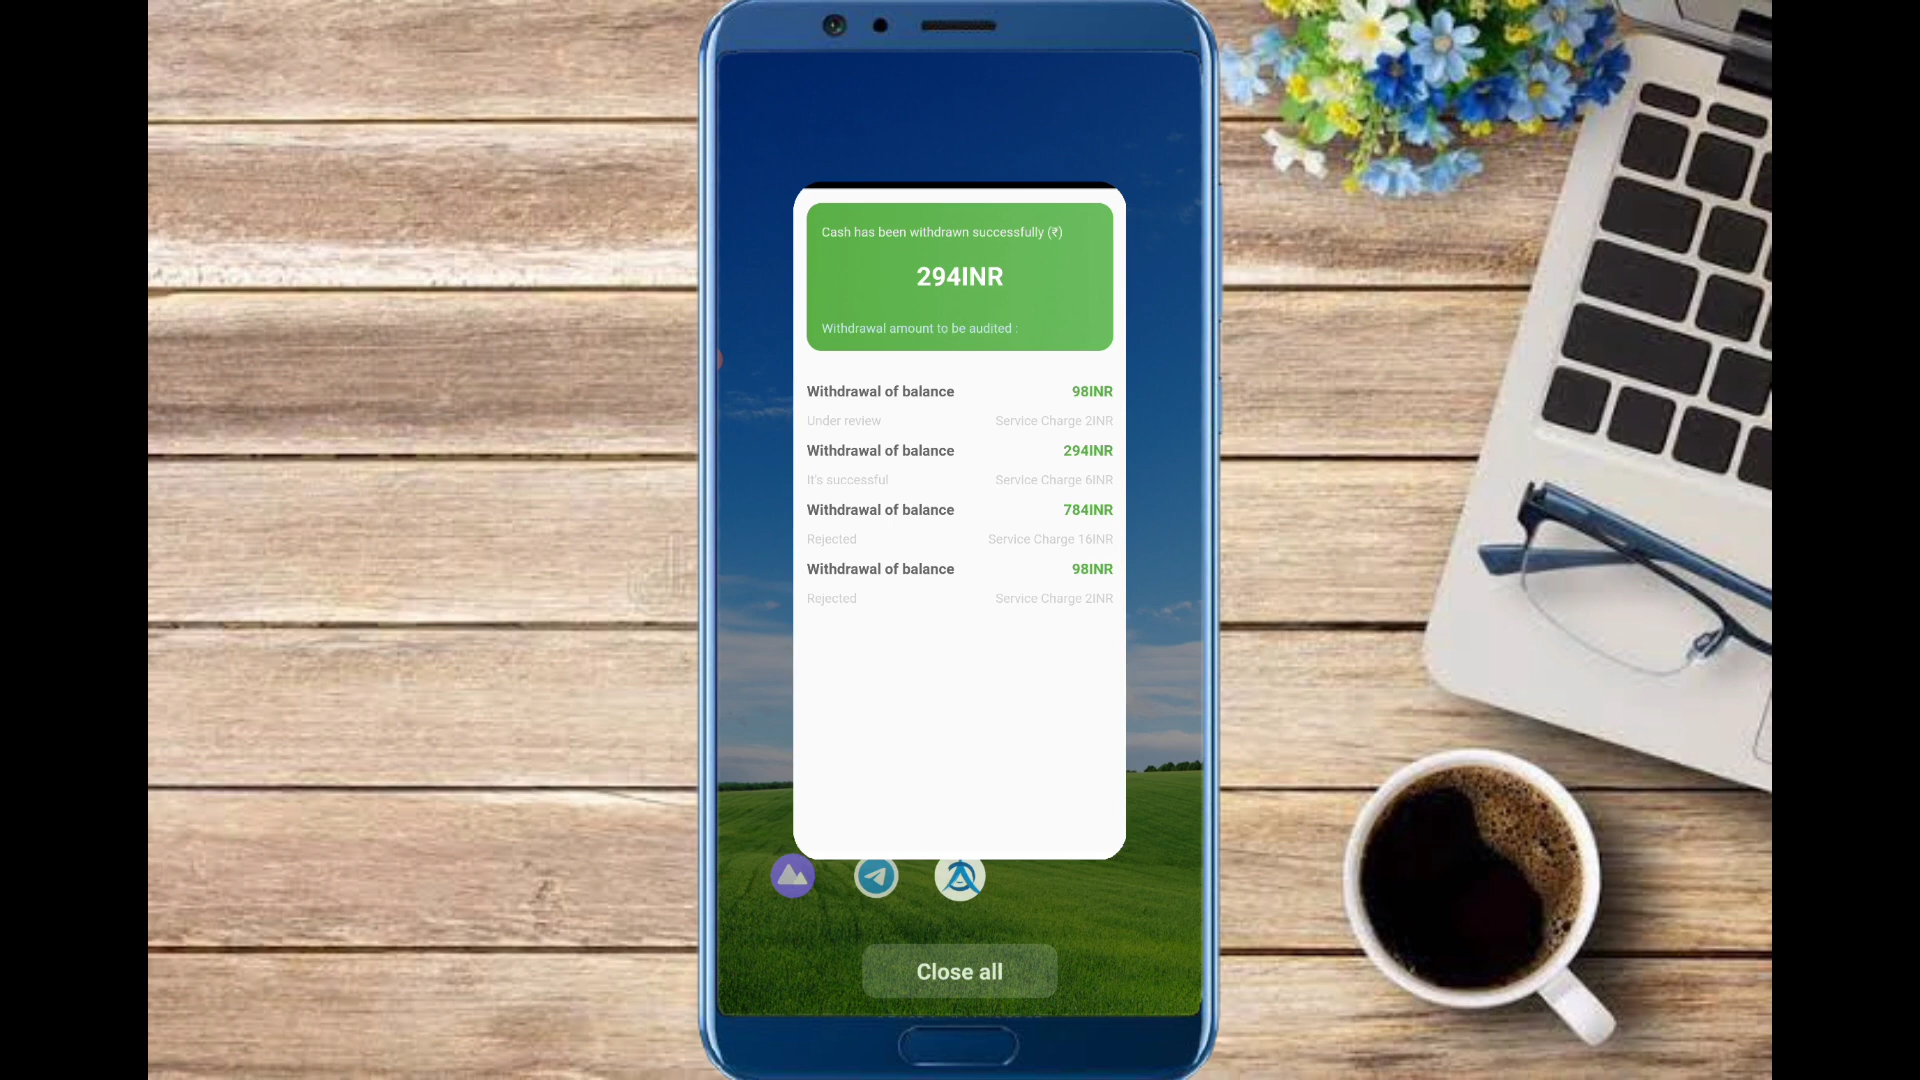 Cash has been withdrawn successfully (₹)
294INR
Withdrawal amount to be audited :
Withdrawal of balance 98INR
Under review Service Charge 2INR
Withdrawal of balance 294INR
It's successful Service Charge 6INR
Withdrawal of balance 784INR
Rejected Service Charge 16INR
Withdrawal of balance 98INR
Rejected Service Charge 2INR
Close all